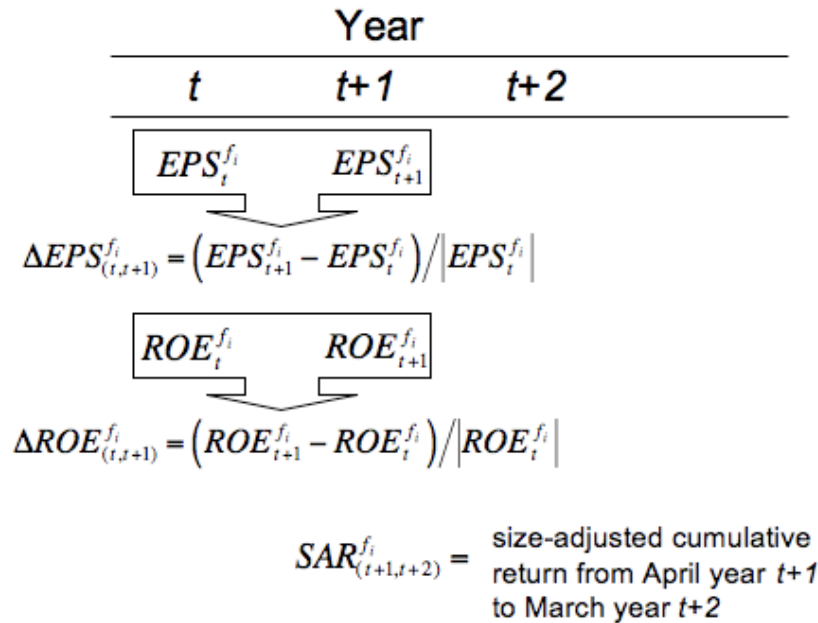 Year
t t+1 t+2
EPS_t^{f_i} EPS_{t+1}^{f_i}
ΔEPS_{(t,t+1)}^{f_i} = (EPS_{t+1}^{f_i} − EPS_t^{f_i})/|EPS_t^{f_i}|
ROE_t^{f_i} ROE_{t+1}^{f_i}
ΔROE_{(t,t+1)}^{f_i} = (ROE_{t+1}^{f_i} − ROE_t^{f_i})/|ROE_t^{f_i}|
SAR_{(t+1,t+2)}^{f_i} = size-adjusted cumulative
return from April year t+1
to March year t+2